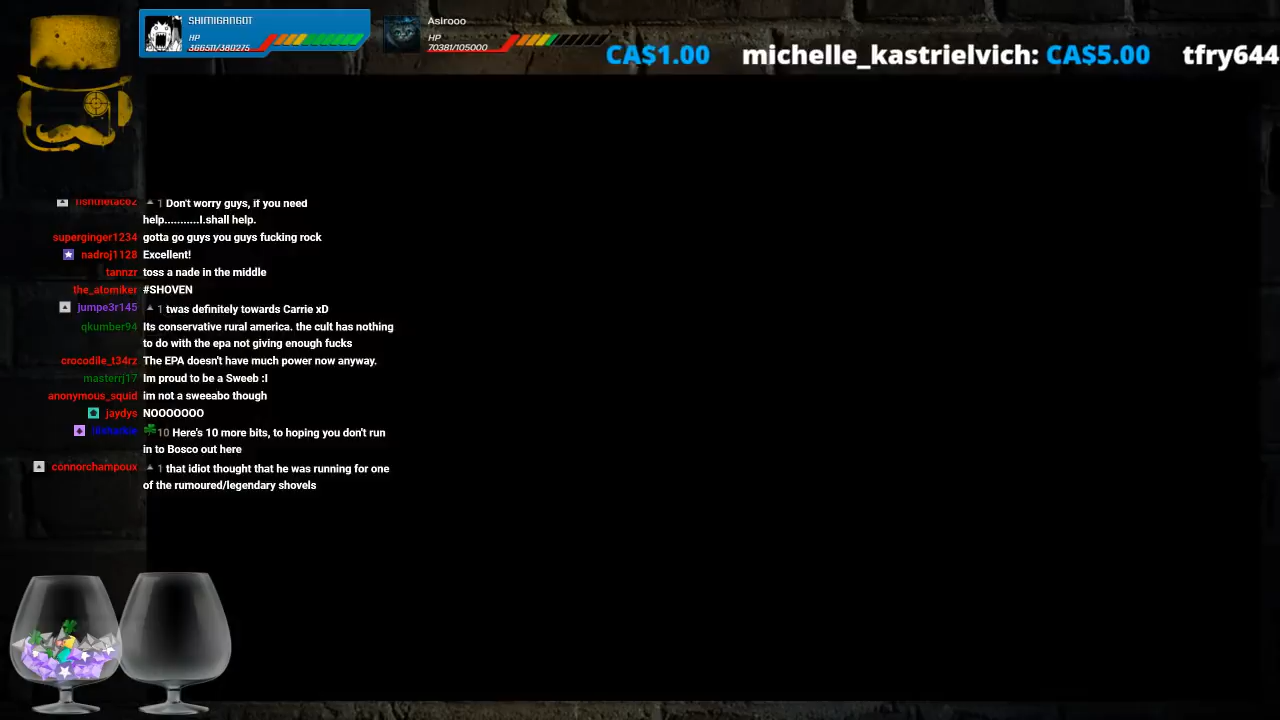 SHIMIGANGOT
HP
366511/380275
Asirooo
HP
70381/105000
CA$1.00 michelle_kastrielvich: CA$5.00 tfry644
fishthetaco2 1 Don't worry guys, if you need
help...........I.shall help.
superginger1234 gotta go guys you guys fucking rock
nadroj1128 Excellent!
tannzr toss a nade in the middle
the_atomiker #SHOVEN
jumpe3r145 1 twas definitely towards Carrie xD
qkumber94 Its conservative rural america. the cult has nothing
to do with the epa not giving enough fucks
crocodile_t34rz The EPA doesn't have much power now anyway.
masterrj17 Im proud to be a Sweeb :I
anonymous_squid im not a sweeabo though
jaydys NOOOOOOO
10 Here's 10 more bits, to hoping you don't run
in to Bosco out here
connorchampoux 1 that idiot thought that he was running for one
of the rumoured/legendary shovels